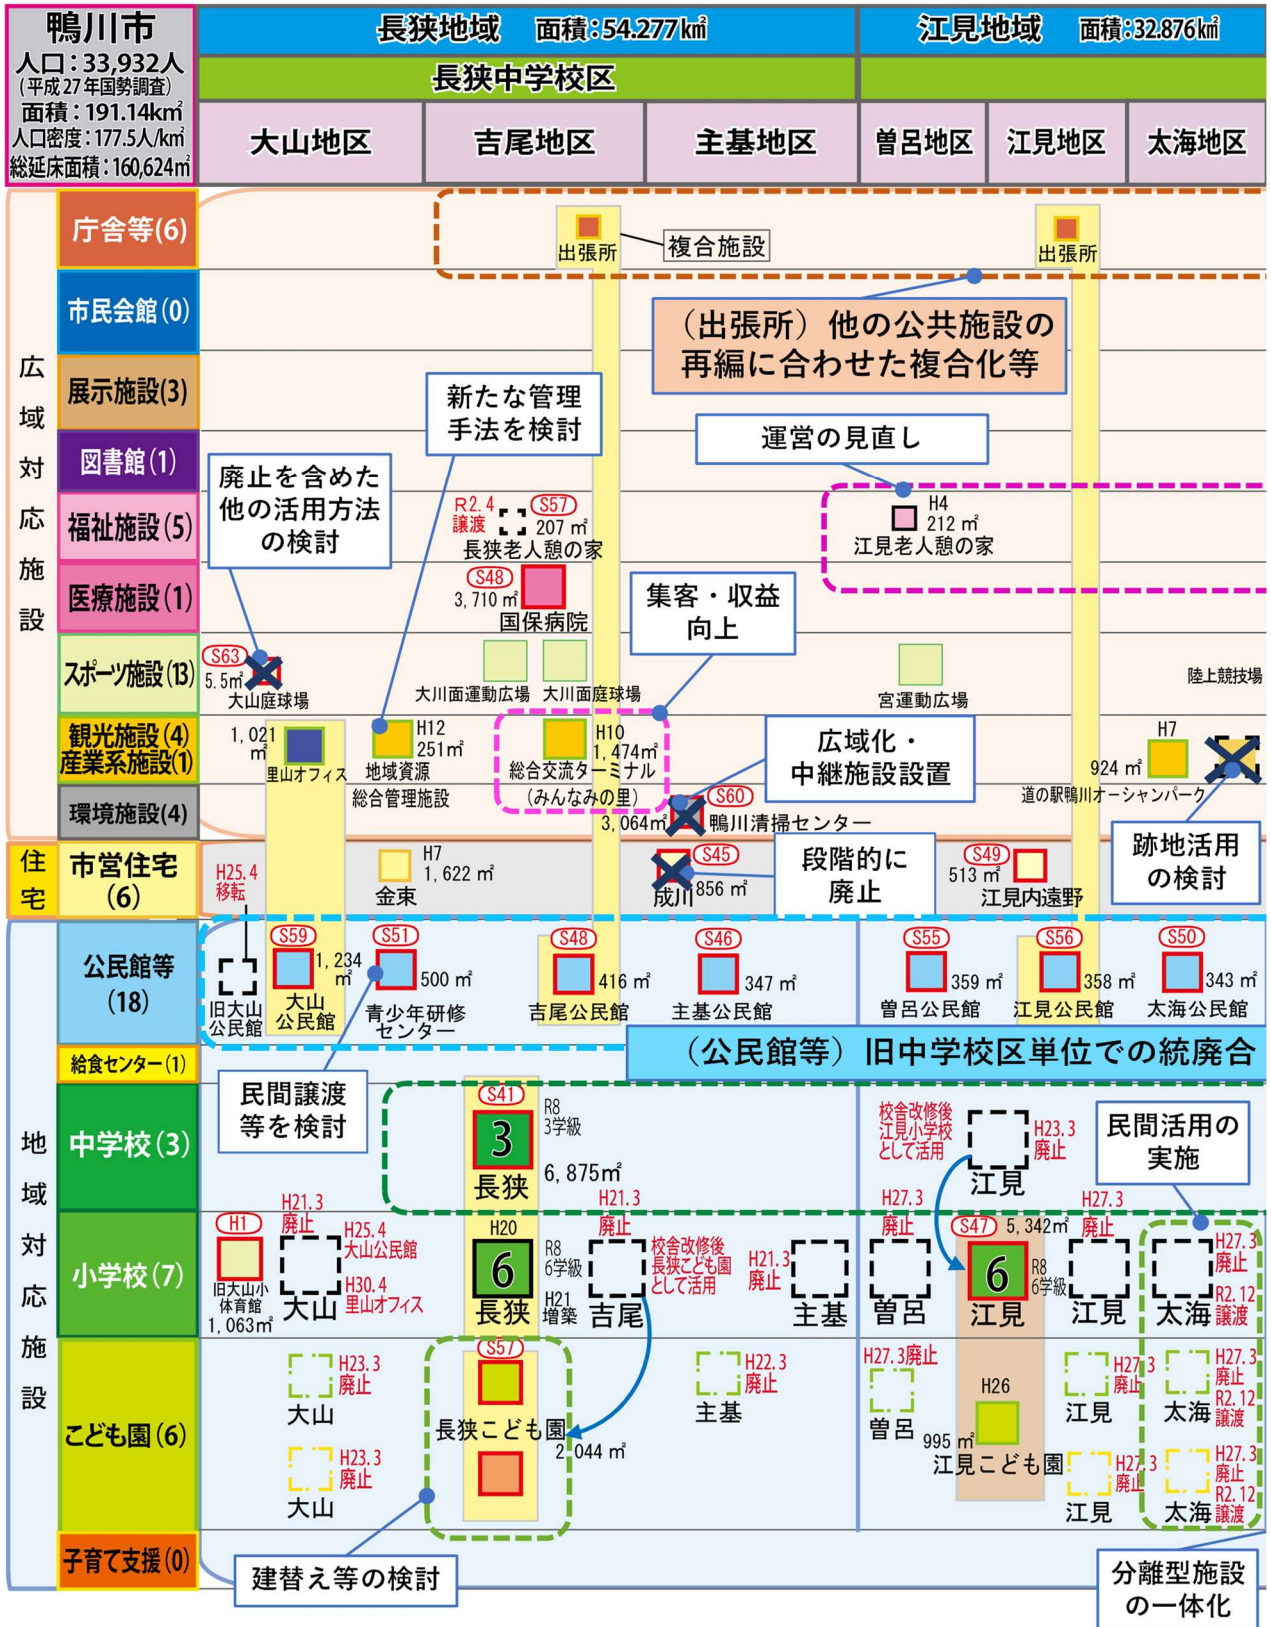 鴨川市
人口：33,932人
(平成27年国勢調査)
面積：191.14k㎡
人口密度：177.5人/k㎡
総延床面積：160,624㎡
長狭地域　面積：54.277k㎡
江見地域　面積：32.876k㎡
長狭中学校区
大山地区
吉尾地区
主基地区
曽呂地区
江見地区
太海地区
広域対応施設
庁舎等(6)
出張所
複合施設
出張所
市民会館(0)
（出張所）他の公共施設の
再編に合わせた複合化等
展示施設(3)
新たな管理
手法を検討
図書館(1)
運営の見直し
廃止を含めた
他の活用方法
の検討
福祉施設(5)
R2.4
譲渡
S57
207 ㎡
長狭老人憩の家
H4
212 ㎡
江見老人憩の家
医療施設(1)
S48
3,710 ㎡
国保病院
集客・収益
向上
スポーツ施設(13)
S63
5.5㎡
大山庭球場
大川面運動広場
大川面庭球場
宮運動広場
陸上競技場
観光施設(4)
産業系施設(1)
1,021
㎡
里山オフィス
H12
251㎡
地域資源
総合管理施設
H10
1,474㎡
総合交流ターミナル
(みんなみの里)
広域化・
中継施設設置
H7
924 ㎡
道の駅鴨川オーシャンパーク
環境施設(4)
S60
3,064㎡
鴨川清掃センター
跡地活用
の検討
住宅
市営住宅
(6)
H25.4
移転
H7
1,622 ㎡
金東
S45
856 ㎡
成川
段階的に
廃止
S49
513 ㎡
江見内遠野
公民館等
(18)
旧大山
公民館
S59
1,234
㎡
大山
公民館
S51
500 ㎡
青少年研修
センター
S48
416 ㎡
吉尾公民館
S46
347 ㎡
主基公民館
S55
359 ㎡
曽呂公民館
S56
358 ㎡
江見公民館
S50
343 ㎡
太海公民館
（公民館等）旧中学校区単位での統廃合
給食センター(1)
地域対応施設
民間譲渡
等を検討
中学校(3)
S41
3
R8
3学級
6,875㎡
長狭
校舎改修後
江見小学校
として活用
H23.3
廃止
江見
民間活用の
実施
小学校(7)
H1
旧大山小
体育館
1,063㎡
H21.3
廃止
大山
H25.4
大山公民館
H30.4
里山オフィス
H20
6
長狭
R8
6学級
H21
増築
H21.3
廃止
吉尾
校舎改修後
長狭こども園
として活用
H21.3
廃止
主基
H27.3
廃止
曽呂
S47
5,342㎡
6
R8
6学級
江見
H27.3
廃止
江見
太海
H27.3
廃止
R2.12
譲渡
こども園(6)
H23.3
廃止
大山
H23.3
廃止
大山
S57
長狭こども園
2,044 ㎡
H22.3
廃止
主基
H27.3廃止
曽呂
H26
995 ㎡
江見こども園
H27.3
廃止
江見
H27.3
廃止
江見
H27.3
廃止
R2.12
譲渡
太海
H27.3
廃止
R2.12
譲渡
太海
子育て支援(0)
建替え等の検討
分離型施設
の一体化